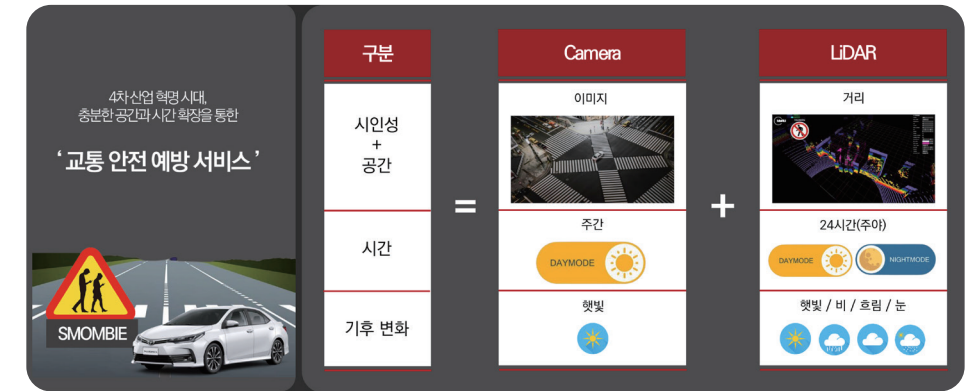 4차 산업 혁명 시대,
충분한 공간과 시간 확장을 통한
‘교통 안전 예방 서비스’
SMOMBIE
구분
Camera
LiDAR
시인성
+
공간
이미지
거리
=
+
시간
주간
DAYMODE
24시간(주야)
DAYMODE
NIGHTMODE
기후 변화
햇빛
햇빛 / 비 / 흐림 / 눈